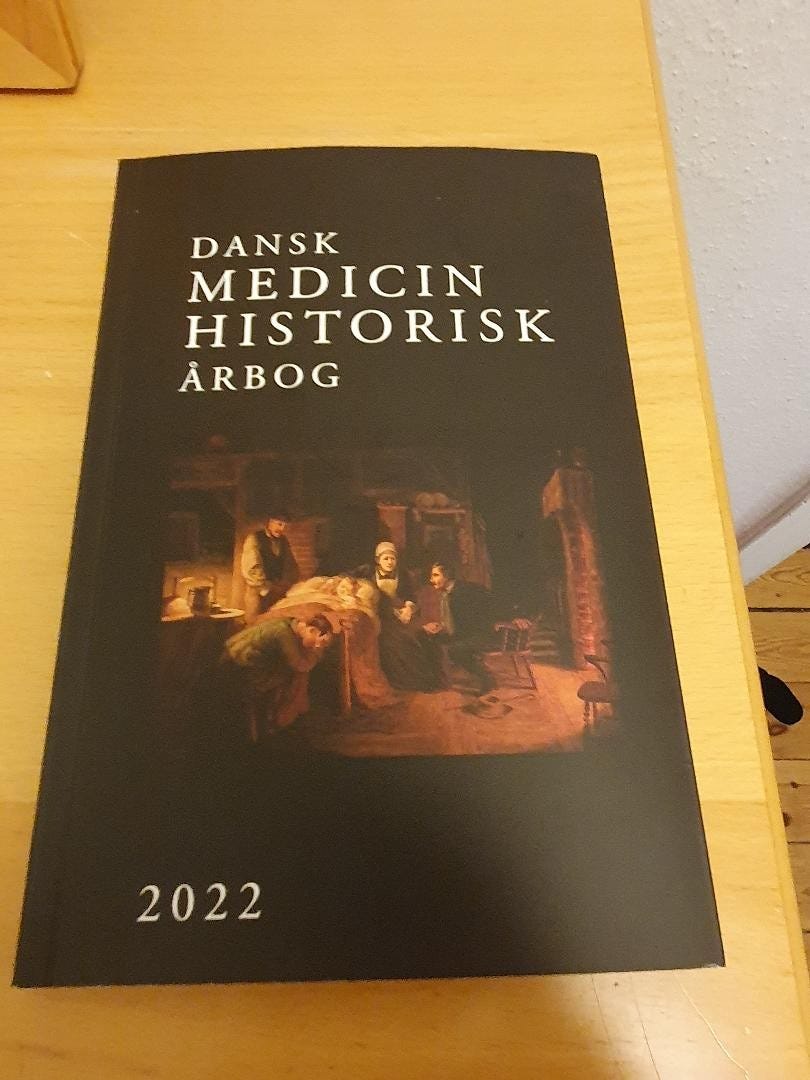 DANSK
MEDICIN
HISTORISK
ÅRBOG
2022